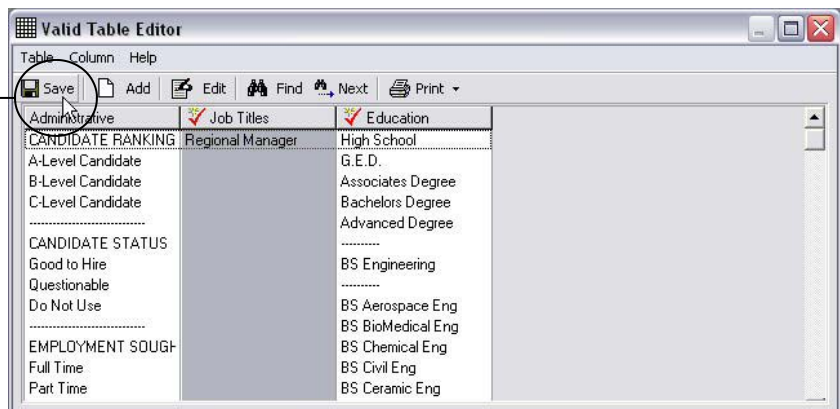 Valid Table Editor
Table Column Help
Save Add Edit Find Next Print
Administrative Job Titles Education
CANDIDATE RANKING Regional Manager High School
A-Level Candidate G.E.D.
B-Level Candidate Associates Degree
C-Level Candidate Bachelors Degree
----------------------------- Advanced Degree
CANDIDATE STATUS ----------
Good to Hire BS Engineering
Questionable ----------
Do Not Use BS Aerospace Eng
----------------------------- BS BioMedical Eng
EMPLOYMENT SOUGH BS Chemical Eng
Full Time BS Civil Eng
Part Time BS Ceramic Eng